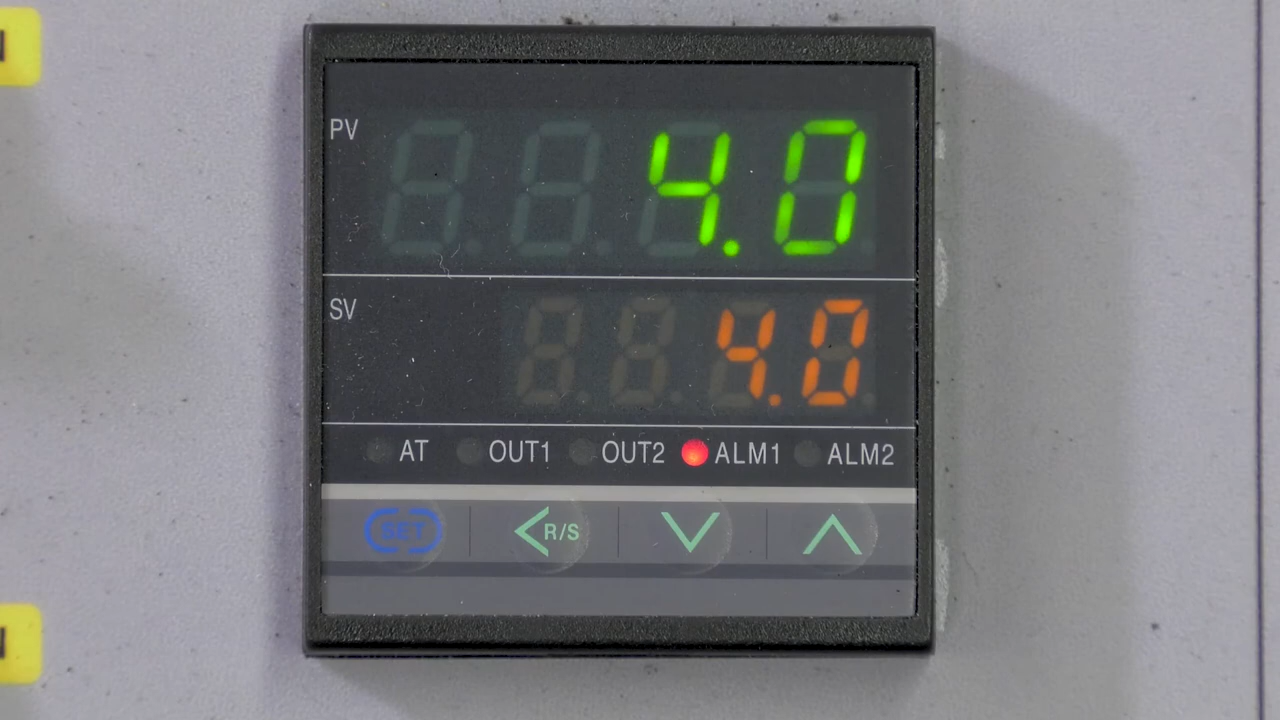 PV 4.0
SV 4.0
AT OUT1 OUT2 ALM1 ALM2
SET R/S